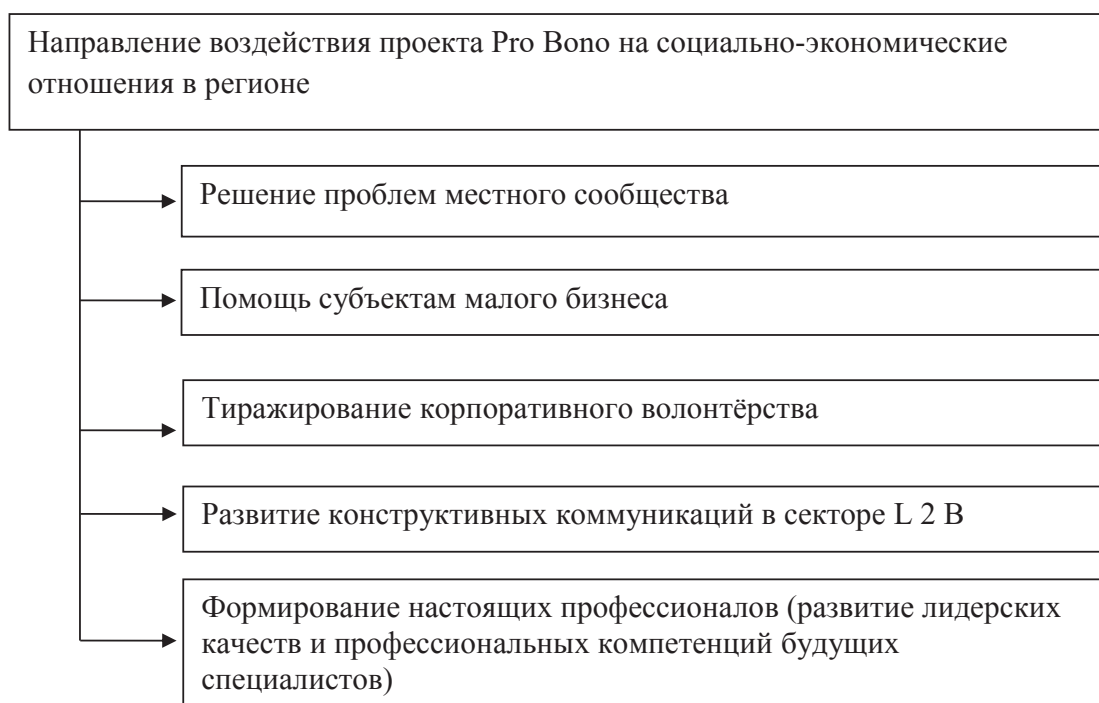 Направление воздействия проекта Pro Bono на социально-экономические
отношения в регионе
Решение проблем местного сообщества
Помощь субъектам малого бизнеса
Тиражирование корпоративного волонтёрства
Развитие конструктивных коммуникаций в секторе L 2 B
Формирование настоящих профессионалов (развитие лидерских
качеств и профессиональных компетенций будущих
специалистов)